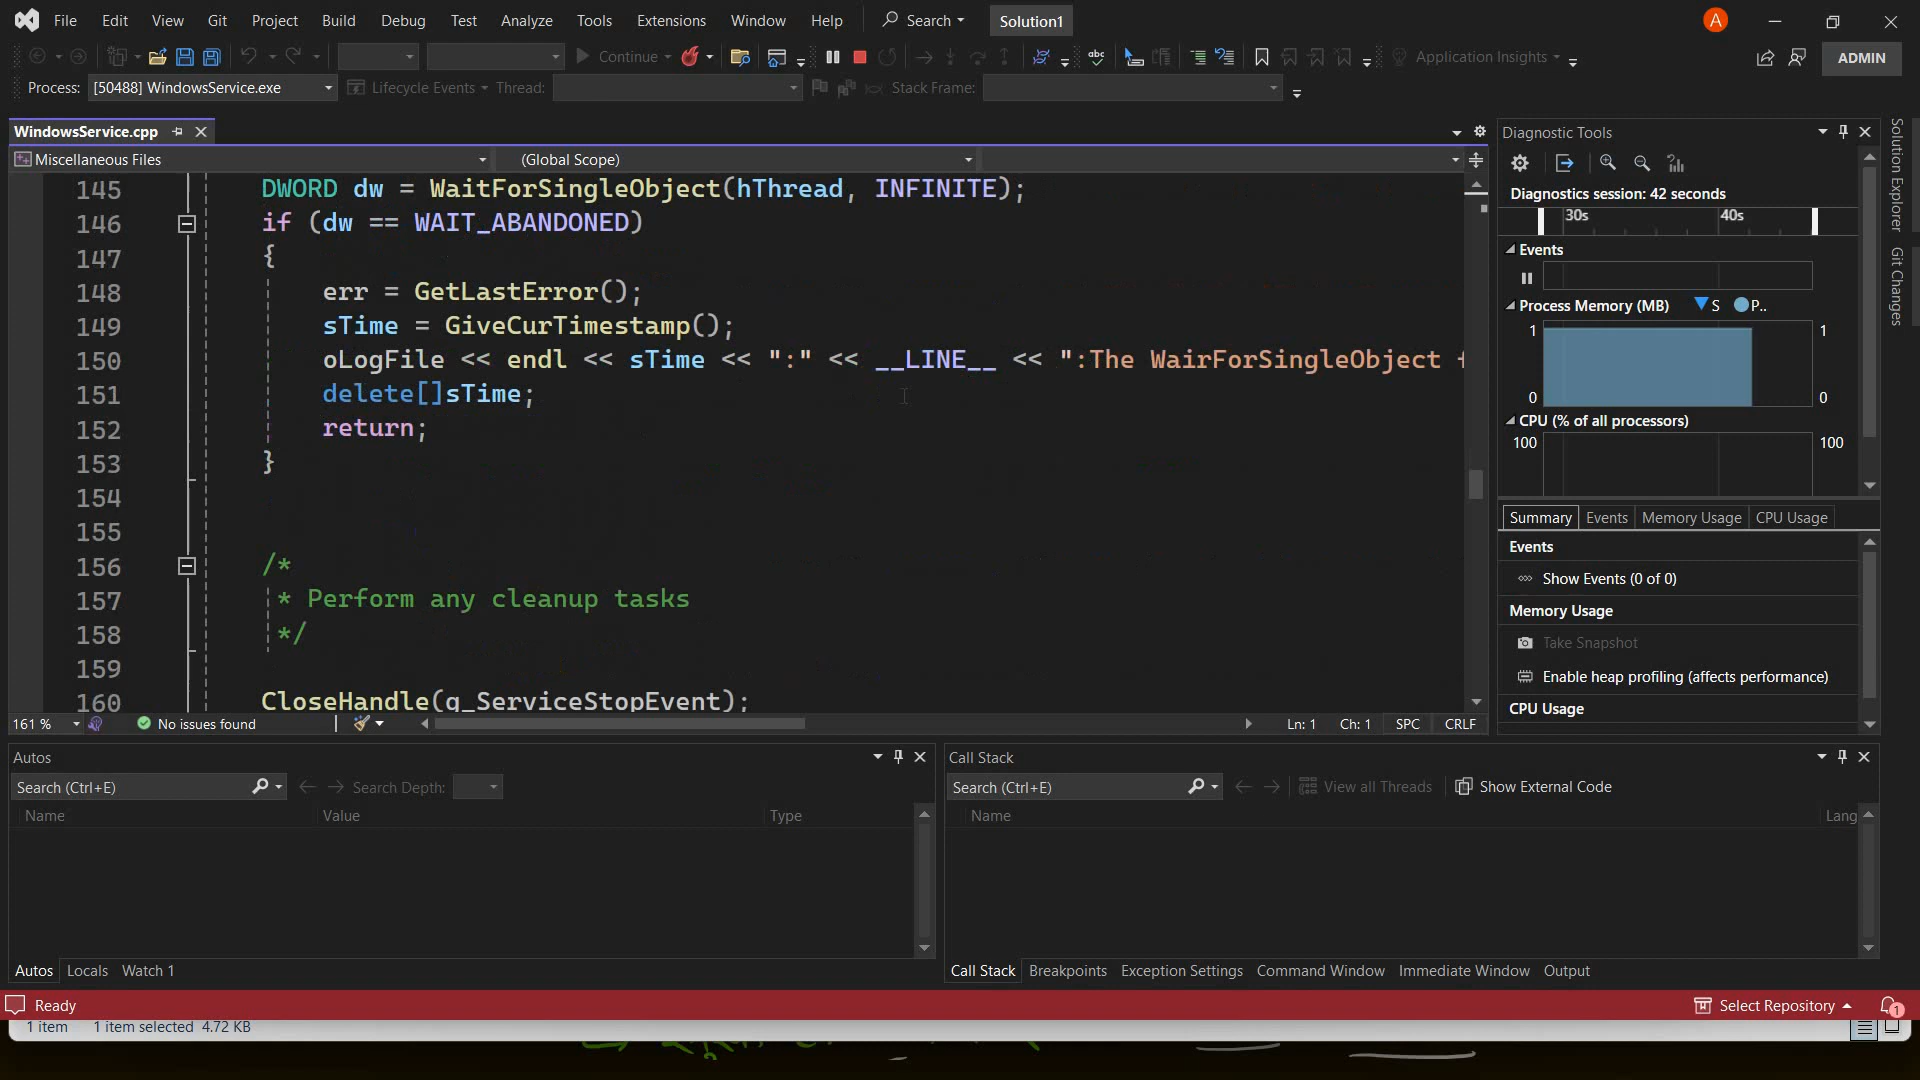 File Edit View Git Project Build Debug Test Analyze Tools Extensions Window Help Search Solution1 A
Continue abc Application Insights ADMIN
Process: [50488] WindowsService.exe Lifecycle Events Thread: Stack Frame:
WindowsService.cpp
Miscellaneous Files (Global Scope)
145 DWORD dw = WaitForSingleObject(hThread, INFINITE);
146 if (dw == WAIT_ABANDONED)
147 {
148 err = GetLastError();
149 sTime = GiveCurTimestamp();
150 oLogFile << endl << sTime << ":" << __LINE__ << ":The WairForSingleObject
151 delete[]sTime;
152 return;
153 }
154
155
156 /*
157 * Perform any cleanup tasks
158 */
159
160 CloseHandle(g_ServiceStopEvent);
161 % No issues found Ln: 1 Ch: 1 SPC CRLF
Diagnostic Tools
Diagnostics session: 42 seconds
30s 40s
Events
Process Memory (MB) S P..
1 1
0 0
CPU (% of all processors)
100 100
Summary Events Memory Usage CPU Usage
Events
Show Events (0 of 0)
Memory Usage
Take Snapshot
Enable heap profiling (affects performance)
CPU Usage
Solution Explorer
Git Changes
Autos
Search (Ctrl+E) Search Depth:
Name Value Type
Autos Locals Watch 1
Call Stack
Search (Ctrl+E) View all Threads Show External Code
Name Lang
Call Stack Breakpoints Exception Settings Command Window Immediate Window Output
Ready Select Repository 1
1 item 1 item selected 4.72 KB